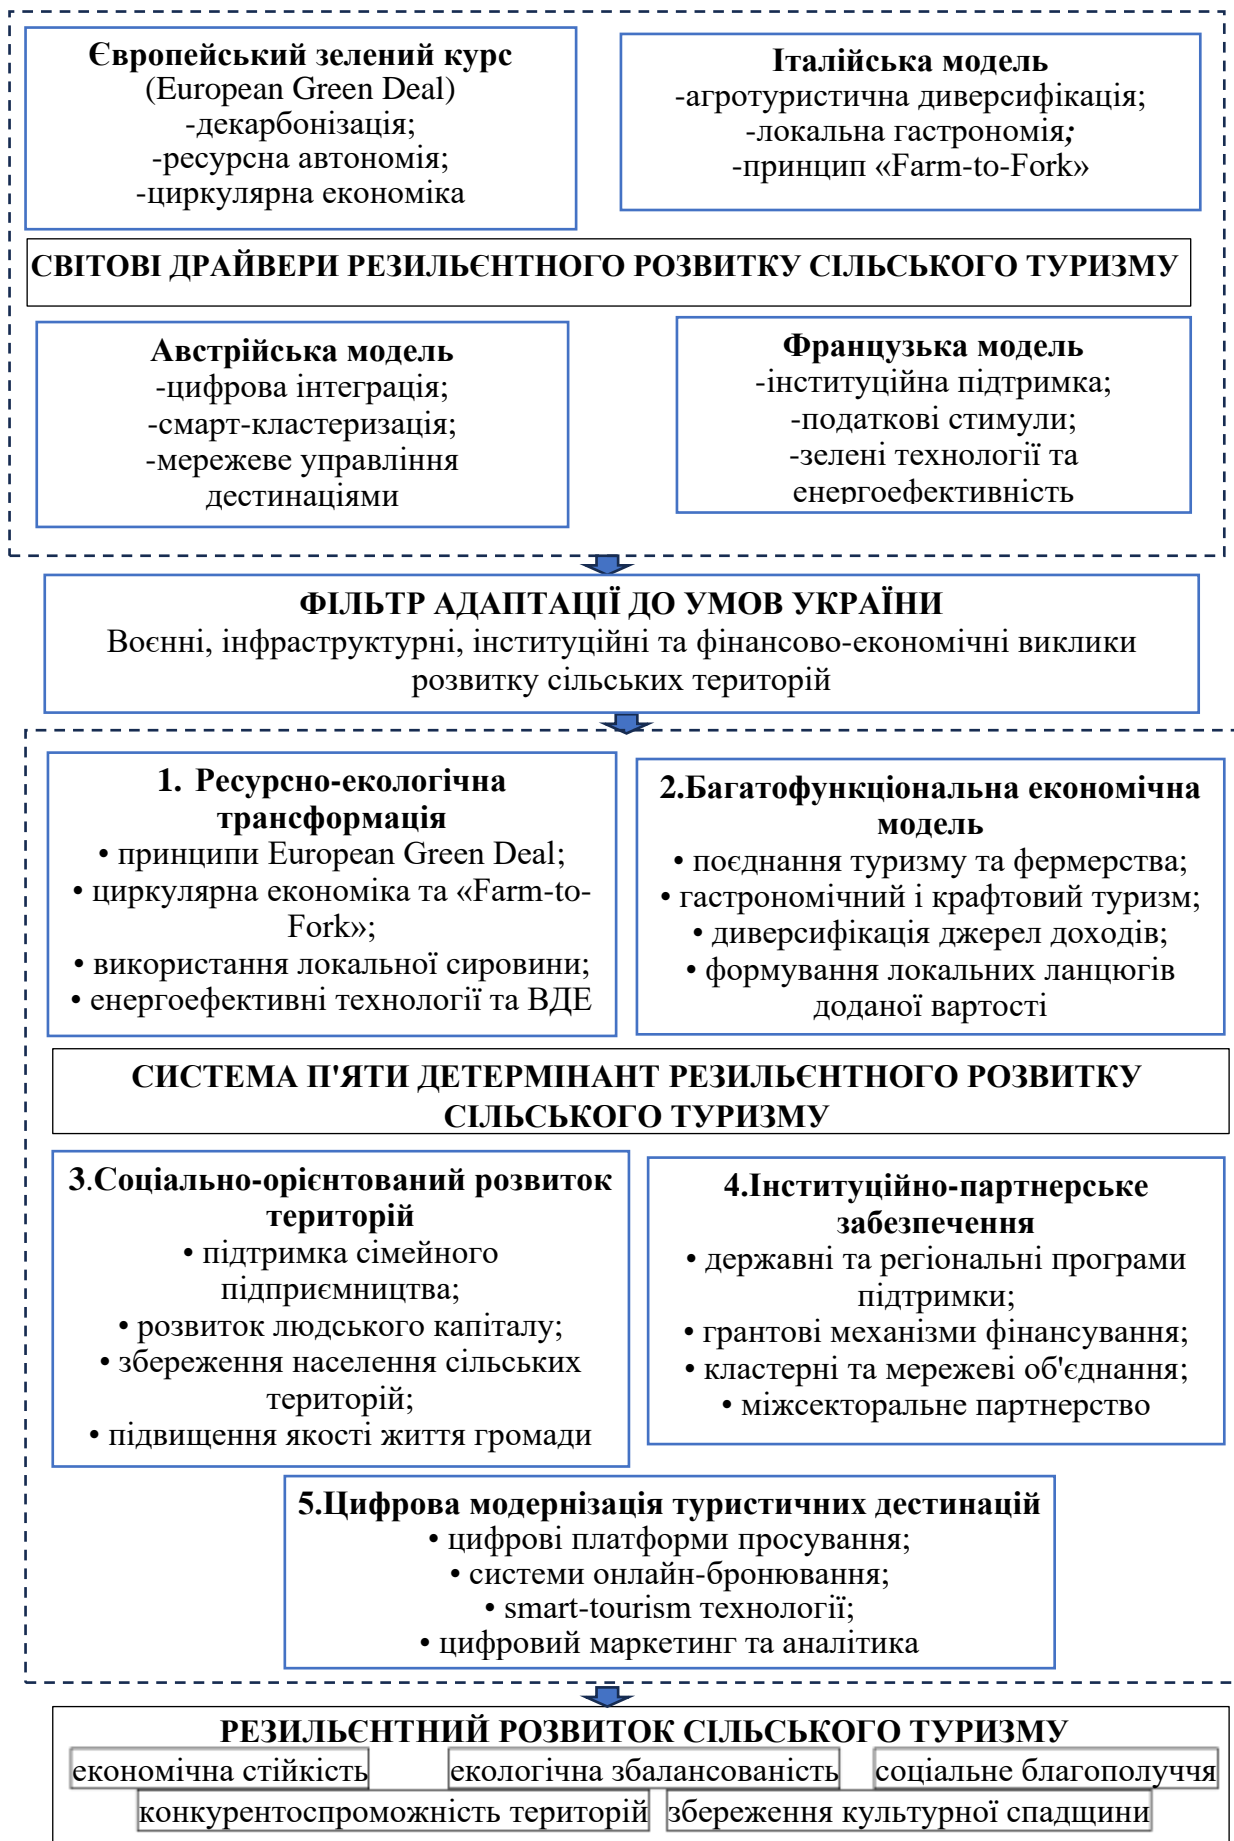 Європейський зелений курс
(European Green Deal)
-декарбонізація;
-ресурсна автономія;
-циркулярна економіка
Італійська модель
-агротуристична диверсифікація;
-локальна гастрономія;
-принцип «Farm-to-Fork»
СВІТОВІ ДРАЙВЕРИ РЕЗИЛЬЄНТНОГО РОЗВИТКУ СІЛЬСЬКОГО ТУРИЗМУ
Австрійська модель
-цифрова інтеграція;
-смарт-кластеризація;
-мережеве управління
дестинаціями
Французька модель
-інституційна підтримка;
-податкові стимули;
-зелені технології та
енергоефективність
ФІЛЬТР АДАПТАЦІЇ ДО УМОВ УКРАЇНИ
Воєнні, інфраструктурні, інституційні та фінансово-економічні виклики
розвитку сільських територій
1. Ресурсно-екологічна
трансформація
• принципи European Green Deal;
• циркулярна економіка та «Farm-to-
Fork»;
• використання локальної сировини;
• енергоефективні технології та ВДЕ
2.Багатофункціональна економічна
модель
• поєднання туризму та фермерства;
• гастрономічний і крафтовий туризм;
• диверсифікація джерел доходів;
• формування локальних ланцюгів
доданої вартості
СИСТЕМА П'ЯТИ ДЕТЕРМІНАНТ РЕЗИЛЬЄНТНОГО РОЗВИТКУ
СІЛЬСЬКОГО ТУРИЗМУ
3.Соціально-орієнтований розвиток
територій
• підтримка сімейного
підприємництва;
• розвиток людського капіталу;
• збереження населення сільських
територій;
• підвищення якості життя громади
4.Інституційно-партнерське
забезпечення
• державні та регіональні програми
підтримки;
• грантові механізми фінансування;
• кластерні та мережеві об'єднання;
• міжсекторальне партнерство
5.Цифрова модернізація туристичних дестинацій
• цифрові платформи просування;
• системи онлайн-бронювання;
• smart-tourism технології;
• цифровий маркетинг та аналітика
РЕЗИЛЬЄНТНИЙ РОЗВИТОК СІЛЬСЬКОГО ТУРИЗМУ
економічна стійкість екологічна збалансованість соціальне благополуччя
конкурентоспроможність територій збереження культурної спадщини